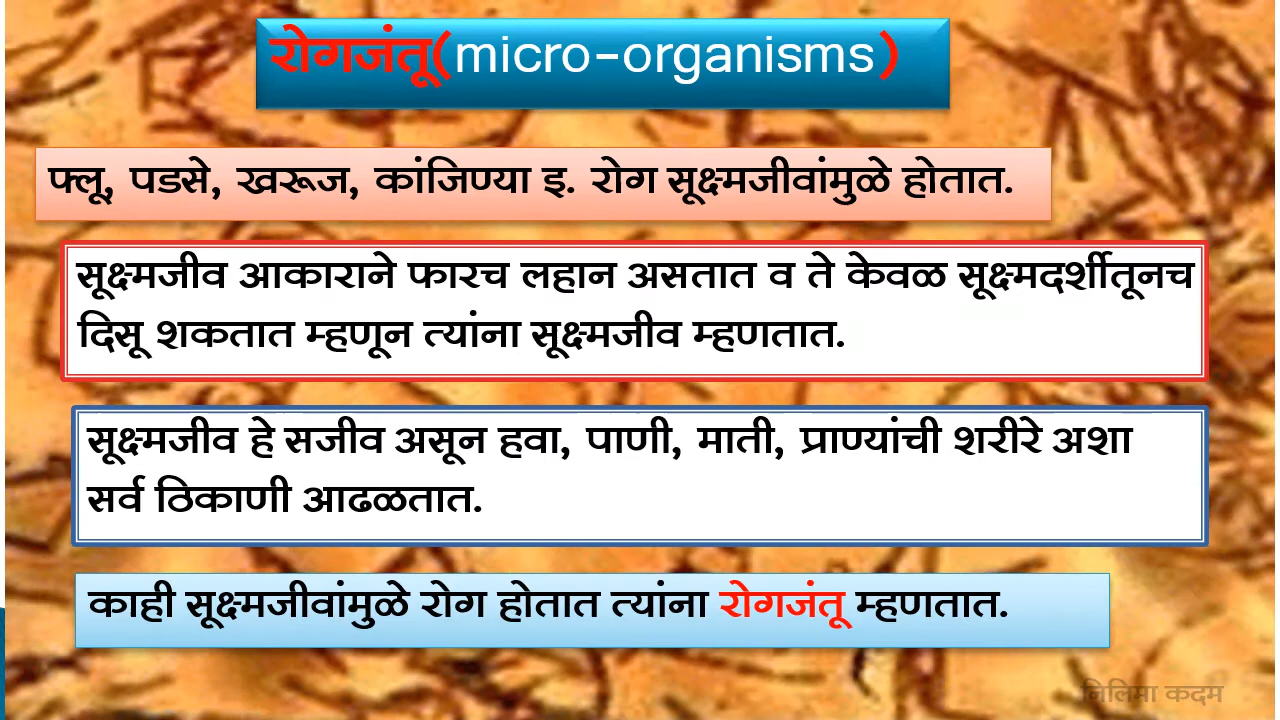 रोगजंतू(micro-organisms)
फ्लू, पडसे, खरूज, कांजिण्या इ. रोग सूक्ष्मजीवांमुळे होतात.
सूक्ष्मजीव आकाराने फारच लहान असतात व ते केवळ सूक्ष्मदर्शीतूनच
दिसू शकतात म्हणून त्यांना सूक्ष्मजीव म्हणतात.
सूक्ष्मजीव हे सजीव असून हवा, पाणी, माती, प्राण्यांची शरीरे अशा
सर्व ठिकाणी आढळतात.
काही सूक्ष्मजीवांमुळे रोग होतात त्यांना रोगजंतू म्हणतात.
निलिमा कदम